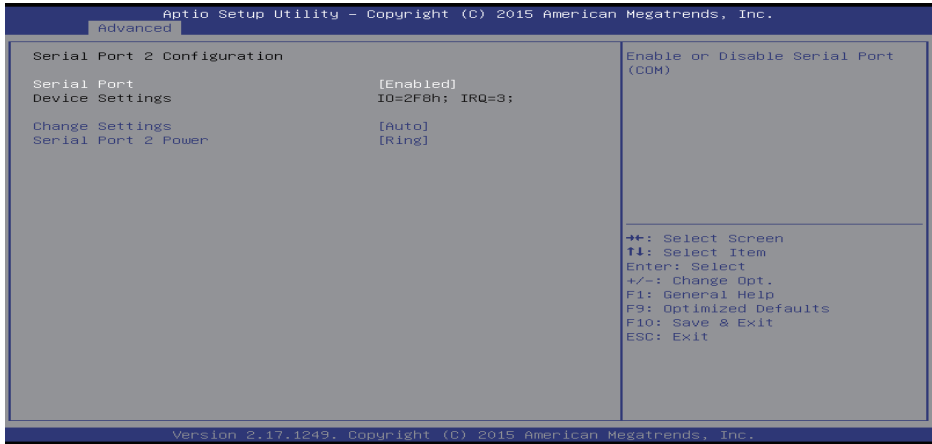 Aptio Setup Utility – Copyright (C) 2015 American Megatrends, Inc.
Advanced
Serial Port 2 Configuration
Serial Port [Enabled]
Device Settings IO=2F8h; IRQ=3;
Change Settings [Auto]
Serial Port 2 Power [Ring]
Enable or Disable Serial Port
(COM)
→←: Select Screen
↑↓: Select Item
Enter: Select
+/-: Change Opt.
F1: General Help
F9: Optimized Defaults
F10: Save & Exit
ESC: Exit
Version 2.17.1249. Copyright (C) 2015 American Megatrends, Inc.